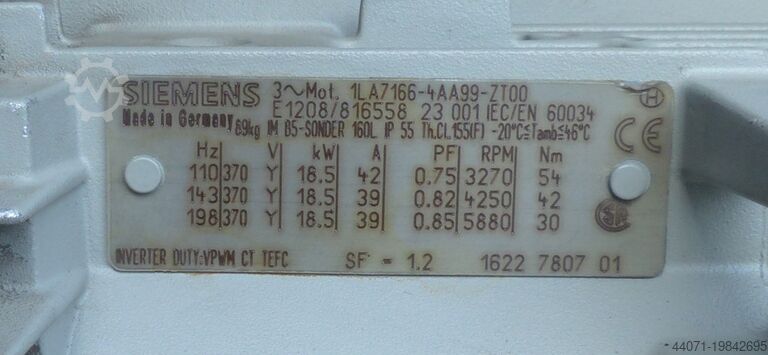 SIEMENS 3~Mot. 1LA7166-4AA99-ZT00
E1208/816558 23 001 IEC/EN 60034
Made in Germany 69kg IM B5-SONDER 160L IP 55 Th.Cl.155(F) -20°C≤Tamb≤46°C
Hz V kW A PF RPM Nm
110 370 Y 18.5 42 0.75 3270 54
143 370 Y 18.5 39 0.82 4250 42
198 370 Y 18.5 39 0.85 5880 30
INVERTER DUTY:VPWM CT TEFC SF = 1.2 1622 7807 01
CE
44071-19842695